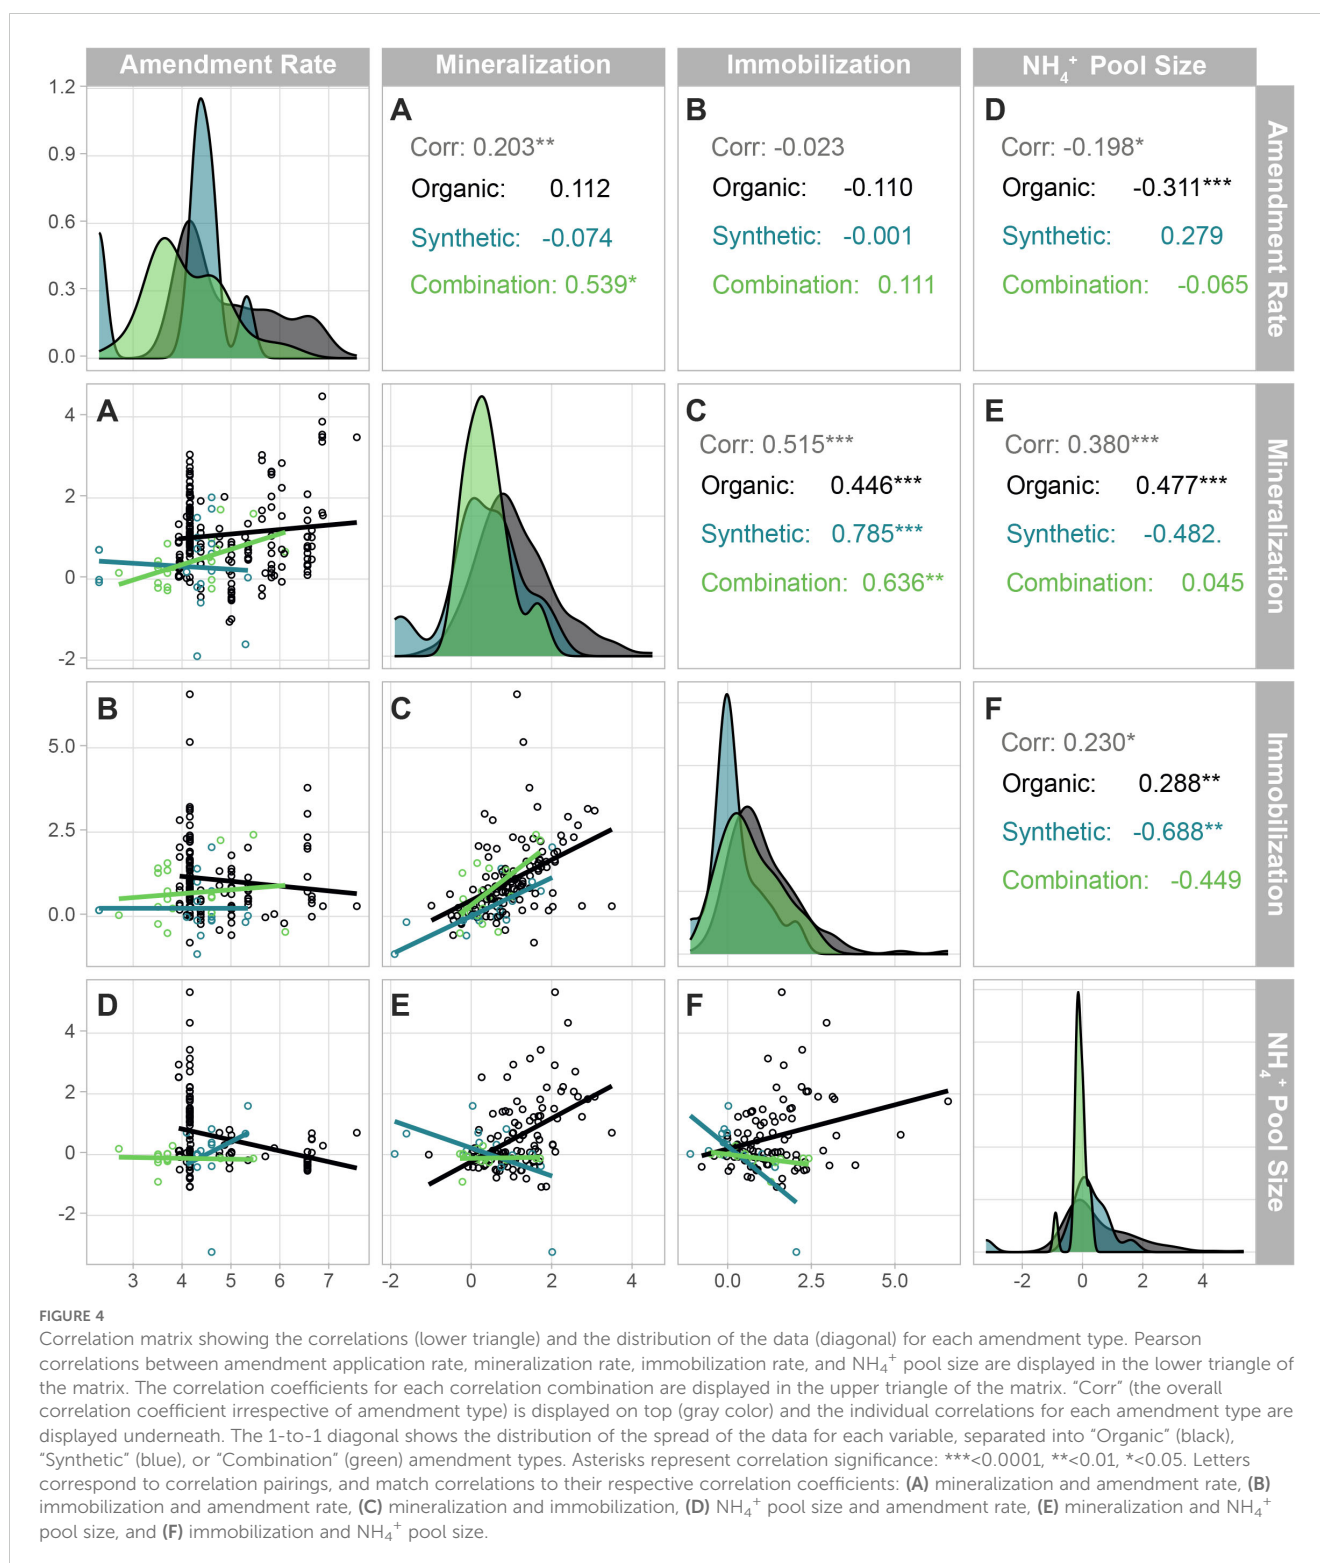 Amendment Rate
Mineralization
Immobilization
NH₄⁺ Pool Size
1.2
0.9
0.6
0.3
0.0
A
Corr: 0.203**
Organic: 0.112
Synthetic: -0.074
Combination: 0.539*
B
Corr: -0.023
Organic: -0.110
Synthetic: -0.001
Combination: 0.111
D
Corr: -0.198*
Organic: -0.311***
Synthetic: 0.279
Combination: -0.065
Amendment Rate
4
2
0
-2
A
C
Corr: 0.515***
Organic: 0.446***
Synthetic: 0.785***
Combination: 0.636**
E
Corr: 0.380***
Organic: 0.477***
Synthetic: -0.482.
Combination: 0.045
Mineralization
5.0
2.5
0.0
B
C
F
Corr: 0.230*
Organic: 0.288**
Synthetic: -0.688**
Combination: -0.449
Immobilization
4
2
0
-2
D
E
F
NH₄⁺ Pool Size
3 4 5 6 7
-2 0 2 4
0.0 2.5 5.0
-2 0 2 4
FIGURE 4
Correlation matrix showing the correlations (lower triangle) and the distribution of the data (diagonal) for each amendment type. Pearson
correlations between amendment application rate, mineralization rate, immobilization rate, and NH₄⁺ pool size are displayed in the lower triangle of
the matrix. The correlation coefficients for each correlation combination are displayed in the upper triangle of the matrix. "Corr" (the overall
correlation coefficient irrespective of amendment type) is displayed on top (gray color) and the individual correlations for each amendment type are
displayed underneath. The 1-to-1 diagonal shows the distribution of the spread of the data for each variable, separated into "Organic" (black),
"Synthetic" (blue), or "Combination" (green) amendment types. Asterisks represent correlation significance: ***<0.0001, **<0.01, *<0.05. Letters
correspond to correlation pairings, and match correlations to their respective correlation coefficients: (A) mineralization and amendment rate, (B)
immobilization and amendment rate, (C) mineralization and immobilization, (D) NH₄⁺ pool size and amendment rate, (E) mineralization and NH₄⁺
pool size, and (F) immobilization and NH₄⁺ pool size.